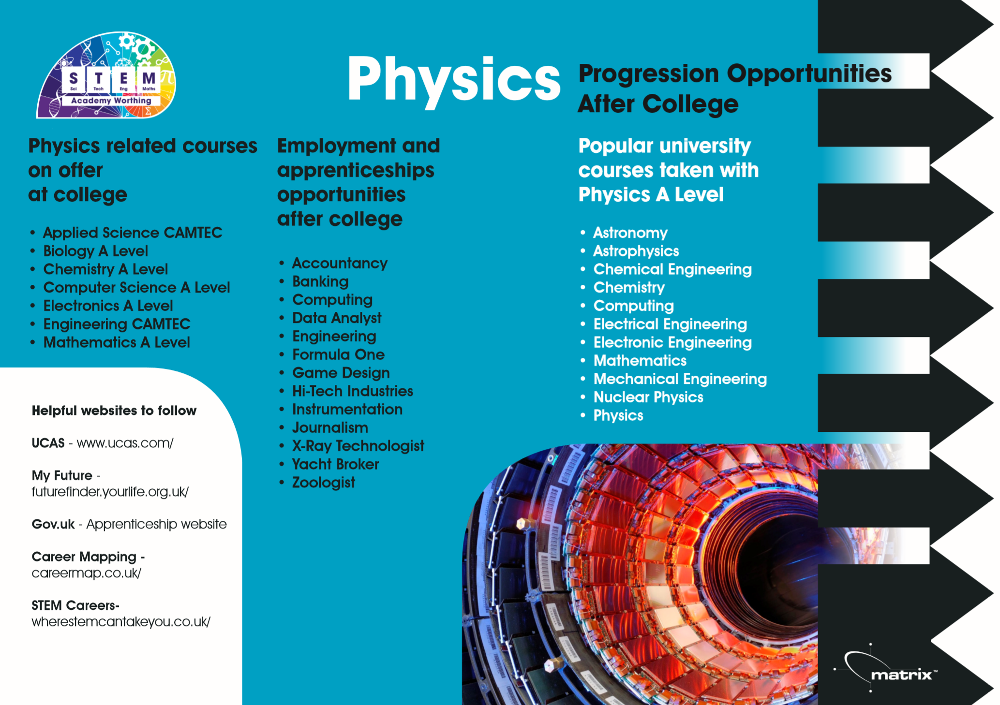 S T E M
Sci Tech Eng Maths
Academy Worthing
Physics
Progression Opportunities
After College
Physics related courses
on offer
at college
• Applied Science CAMTEC
• Biology A Level
• Chemistry A Level
• Computer Science A Level
• Electronics A Level
• Engineering CAMTEC
• Mathematics A Level
Helpful websites to follow
UCAS - www.ucas.com/
My Future -
futurefinder.yourlife.org.uk/
Gov.uk - Apprenticeship website
Career Mapping -
careermap.co.uk/
STEM Careers-
wherestemcantakeyou.co.uk/
Employment and
apprenticeships
opportunities
after college
• Accountancy
• Banking
• Computing
• Data Analyst
• Engineering
• Formula One
• Game Design
• Hi-Tech Industries
• Instrumentation
• Journalism
• X-Ray Technologist
• Yacht Broker
• Zoologist
Popular university
courses taken with
Physics A Level
• Astronomy
• Astrophysics
• Chemical Engineering
• Chemistry
• Computing
• Electrical Engineering
• Electronic Engineering
• Mathematics
• Mechanical Engineering
• Nuclear Physics
• Physics
matrix™